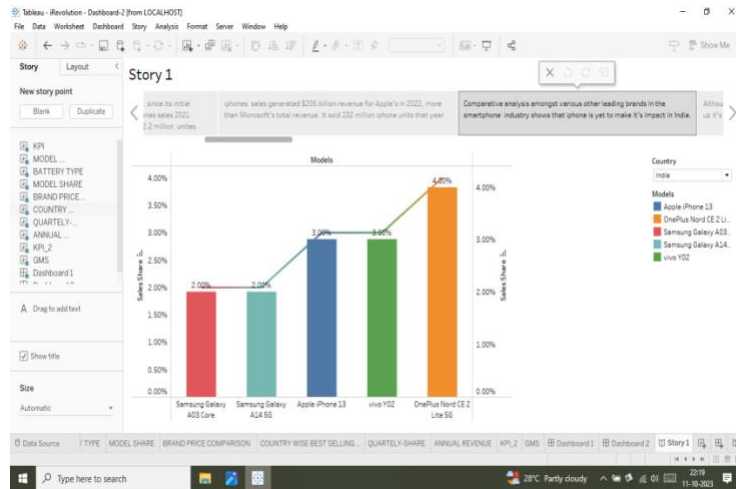 Tableau - iRevolution - Dashboard-2 [from LOCALHOST]
File Data Worksheet Dashboard Story Analysis Format Server Window Help
Show Me
Story Layout
Story 1
New story point
Blank Duplicate
since its initial
nes sales 2021
2.2 million unites.
iphones sales generated $205 billion revenue for Apple's in 2022, more
than Microsoft's total revenue. It sold 232 million iphone units that year
Comparative analysis amongst various other leading brands in the
smartphone industry shows that iphone is yet to make it's impact in India.
Althou
up it's
KPI
MODEL ...
BATTERY TYPE
MODEL SHARE
BRAND PRICE...
COUNTRY ...
QUARTELY-...
ANNUAL ...
KPI_2
GMS
Dashboard 1
Drag to add text
Show title
Size
Automatic
Models
4.00%
3.50%
3.00%
2.50%
2.00%
1.50%
1.00%
0.50%
0.00%
Sales Share
2.00% 2.00% 3.00% 3.00% 4.00%
4.00%
3.00%
2.00%
1.00%
0.00%
Sales Share
Samsung Galaxy
A03 Core
Samsung Galaxy
A14 5G
Apple iPhone 13
vivo Y02
OnePlus Nord CE 2
Lite 5G
Country
India
Models
Apple iPhone 13
OnePlus Nord CE 2 Li..
Samsung Galaxy A03..
Samsung Galaxy A14..
vivo Y02
Data Source TYPE MODEL SHARE BRAND PRICE COMPARISON COUNTRY WISE BEST SELLING... QUARTELY-SHARE ANNUAL REVENUE KPI_2 GMS Dashboard 1 Dashboard 2 Story 1
Type here to search
28°C Partly cloudy
22:19
11-10-2023